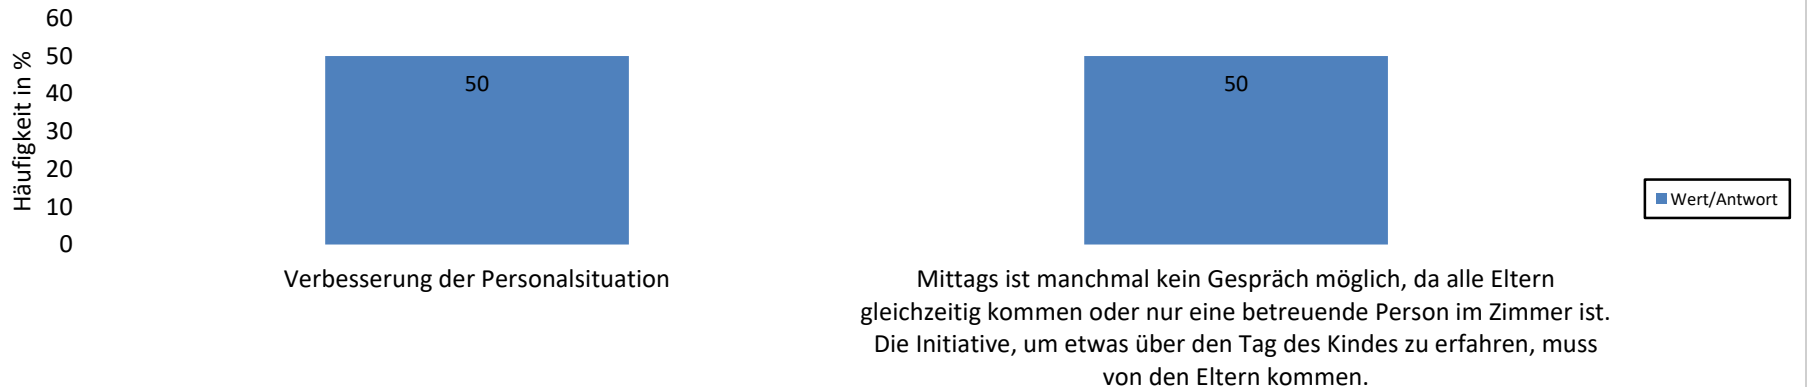 60
50
40
30
20
10
0
Häufigkeit in %
50
50
Verbesserung der Personalsituation
Mittags ist manchmal kein Gespräch möglich, da alle Eltern
gleichzeitig kommen oder nur eine betreuende Person im Zimmer ist.
Die Initiative, um etwas über den Tag des Kindes zu erfahren, muss
von den Eltern kommen.
Wert/Antwort